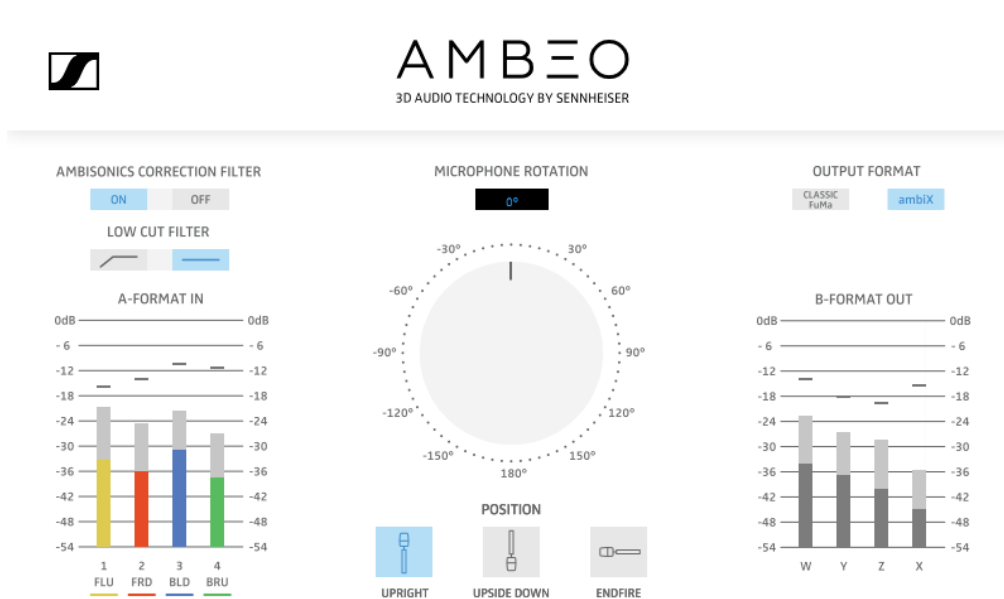 AMBEO
3D AUDIO TECHNOLOGY BY SENNHEISER
AMBISONICS CORRECTION FILTER
ON OFF
LOW CUT FILTER
A-FORMAT IN
0dB 0dB
- 6 - 6
-12 -12
-18 -18
-24 -24
-30 -30
-36 -36
-42 -42
-48 -48
-54 -54
1 2 3 4
FLU FRD BLD BRU
MICROPHONE ROTATION
0°
-30° 30°
-60° 60°
-90° 90°
-120° 120°
-150° 150°
180°
POSITION
UPRIGHT UPSIDE DOWN ENDFIRE
OUTPUT FORMAT
CLASSIC
FuMa
ambiX
B-FORMAT OUT
0dB 0dB
- 6 - 6
-12 -12
-18 -18
-24 -24
-30 -30
-36 -36
-42 -42
-48 -48
-54 -54
W Y Z X